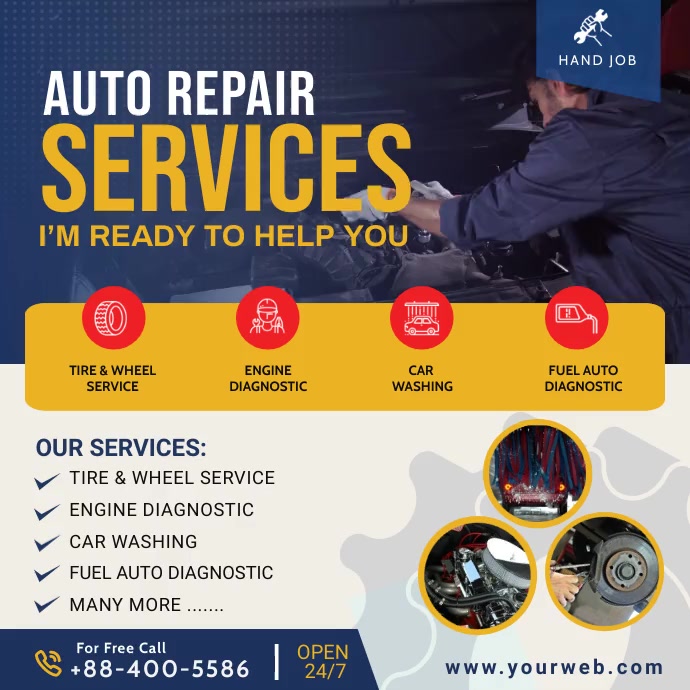 HAND JOB
AUTO REPAIR
SERVICES
I'M READY TO HELP YOU
TIRE & WHEEL
SERVICE
ENGINE
DIAGNOSTIC
CAR
WASHING
FUEL AUTO
DIAGNOSTIC
OUR SERVICES:
TIRE & WHEEL SERVICE
ENGINE DIAGNOSTIC
CAR WASHING
FUEL AUTO DIAGNOSTIC
MANY MORE .......
For Free Call
+88-400-5586
OPEN
24/7
www.yourweb.com